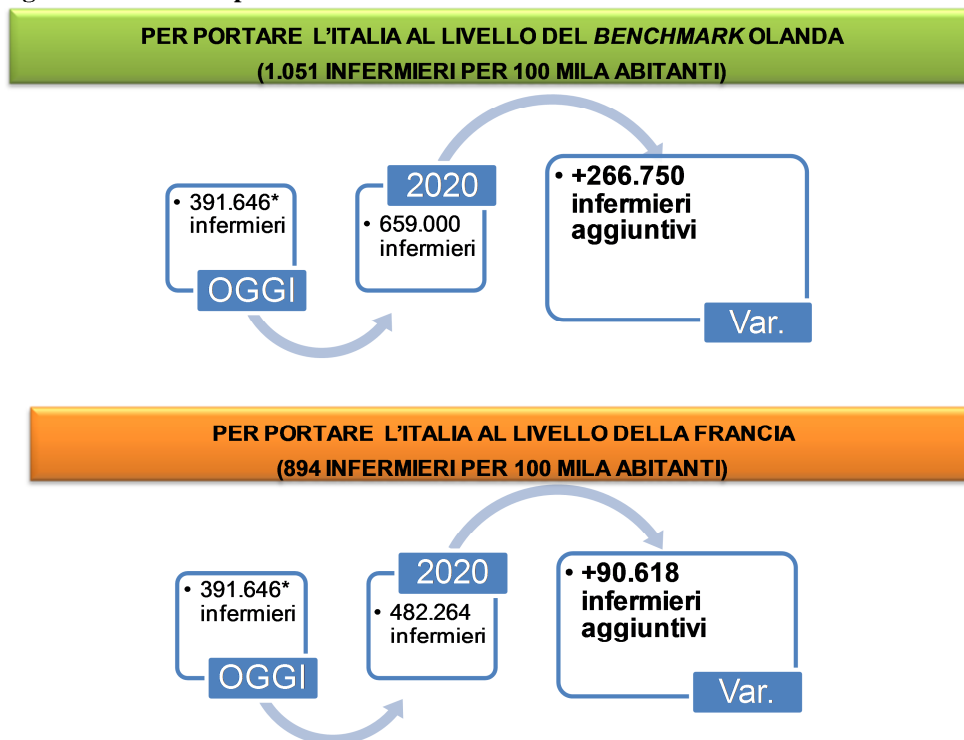 PER PORTARE L'ITALIA AL LIVELLO DEL BENCHMARK OLANDA
(1.051 INFERMIERI PER 100 MILA ABITANTI)
• 391.646*
infermieri
OGGI
2020
• 659.000
infermieri
• +266.750
infermieri
aggiuntivi
Var.
PER PORTARE L'ITALIA AL LIVELLO DELLA FRANCIA
(894 INFERMIERI PER 100 MILA ABITANTI)
• 391.646*
infermieri
OGGI
2020
• 482.264
infermieri
• +90.618
infermieri
aggiuntivi
Var.